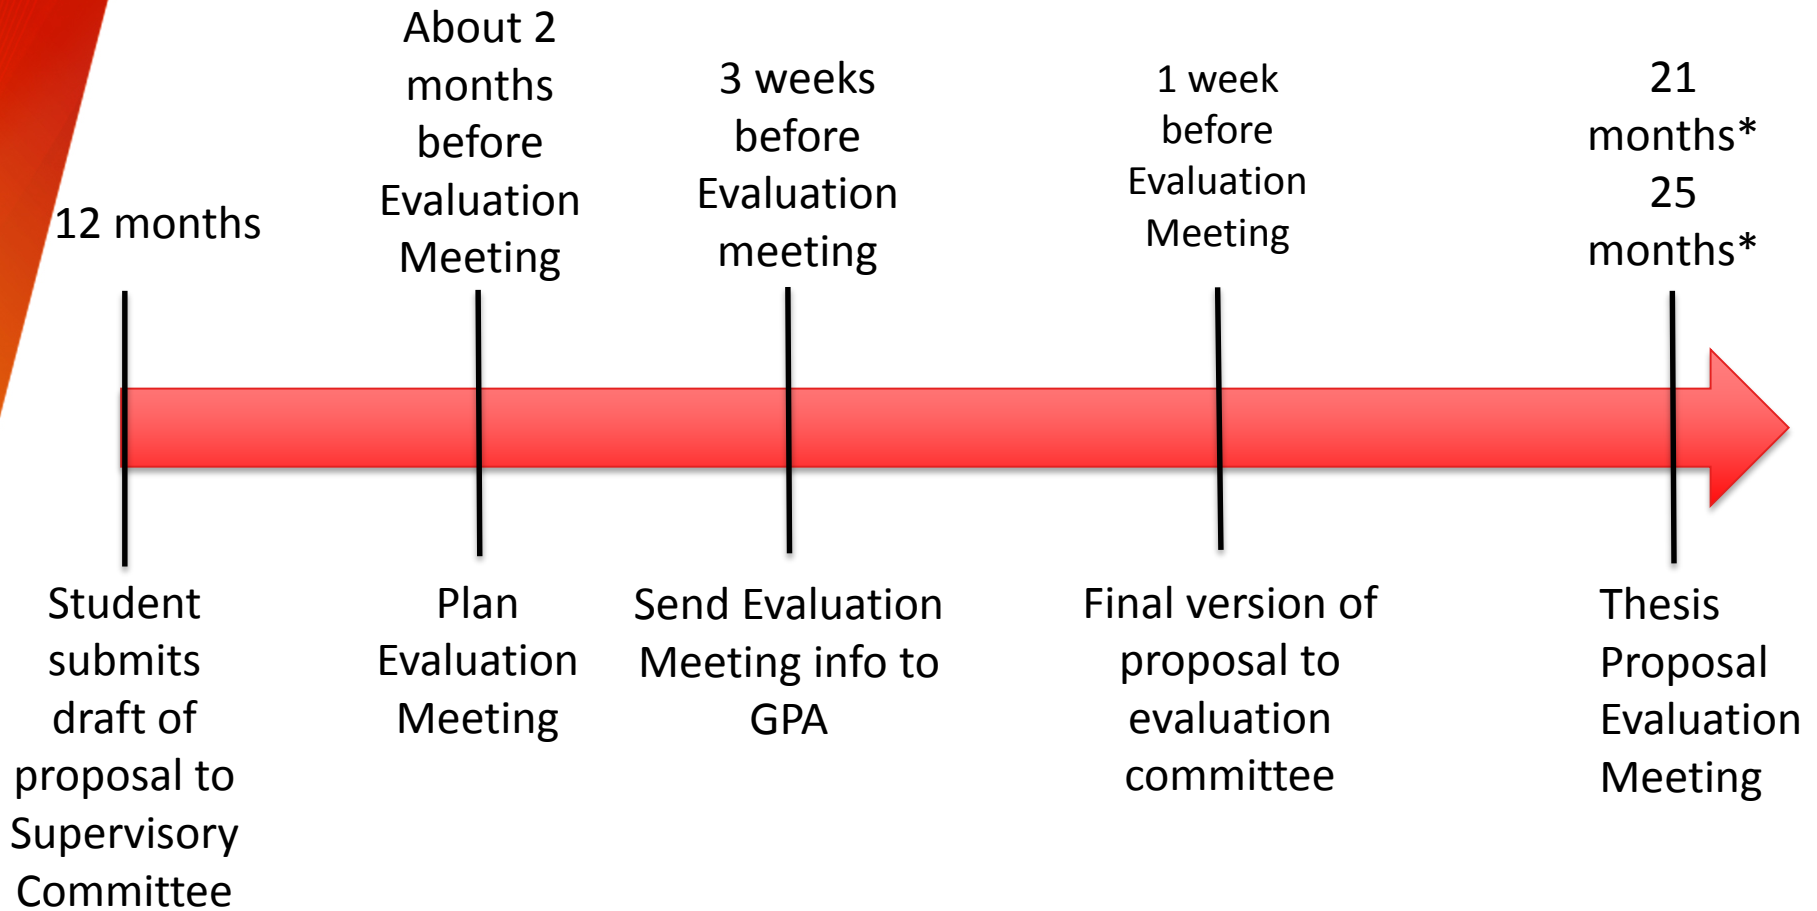 12 months
About 2
months
before
Evaluation
Meeting
3 weeks
before
Evaluation
meeting
1 week
before
Evaluation
Meeting
21
months*
25
months*
Student
submits
draft of
proposal to
Supervisory
Committee
Plan
Evaluation
Meeting
Send Evaluation
Meeting info to
GPA
Final version of
proposal to
evaluation
committee
Thesis
Proposal
Evaluation
Meeting